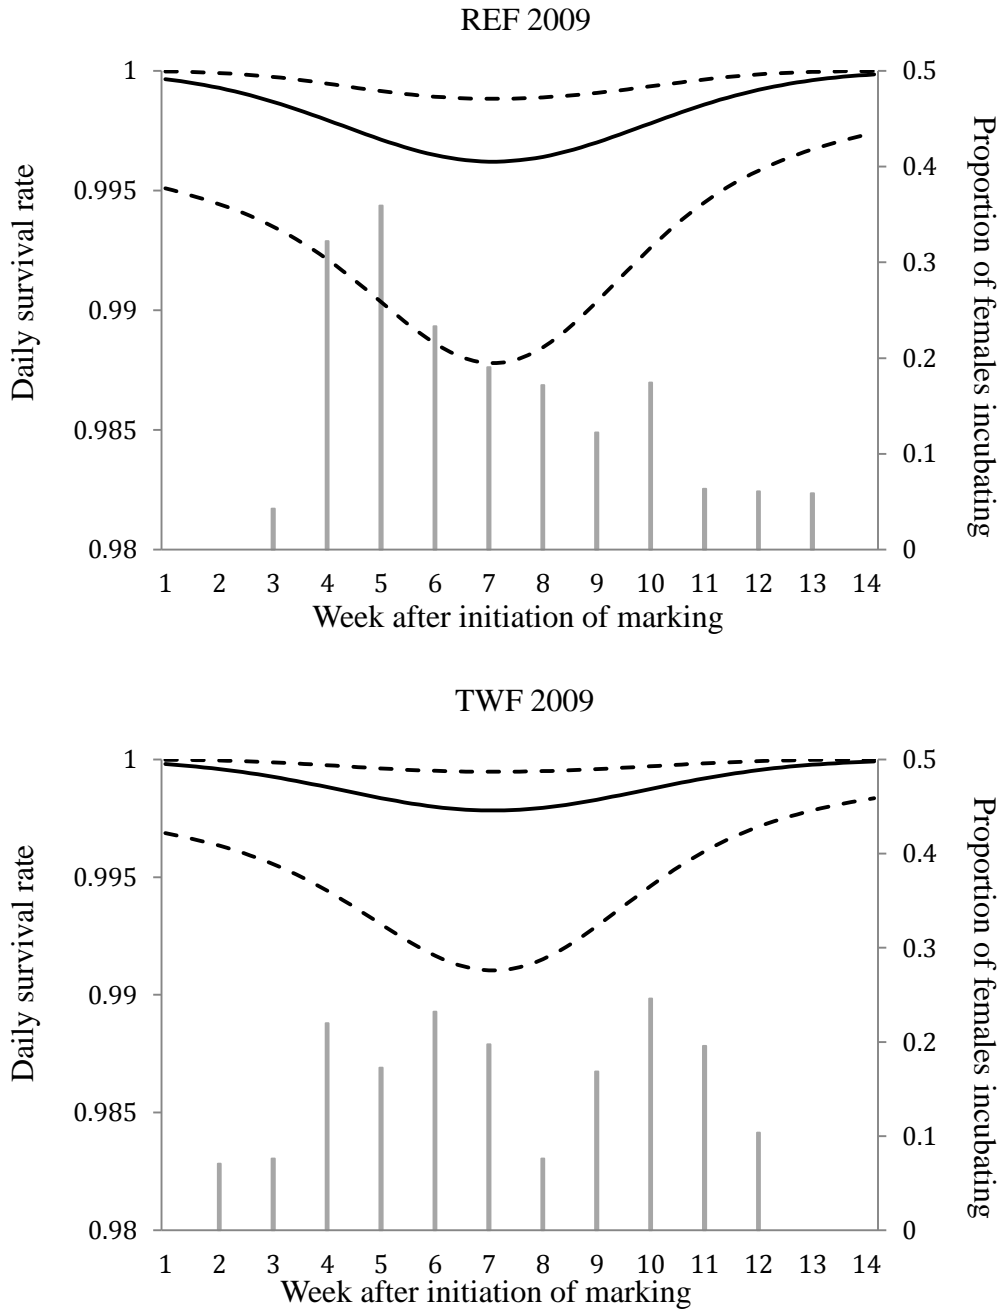 REF 2009
1
0.995
0.99
0.985
0.98
Daily survival rate
0.5
0.4
0.3
0.2
0.1
0
Proportion of females incubating
1 2 3 4 5 6 7 8 9 10 11 12 13 14
Week after initiation of marking
TWF 2009
1
0.995
0.99
0.985
0.98
Daily survival rate
0.5
0.4
0.3
0.2
0.1
0
Proportion of females incubating
1 2 3 4 5 6 7 8 9 10 11 12 13 14
Week after initiation of marking